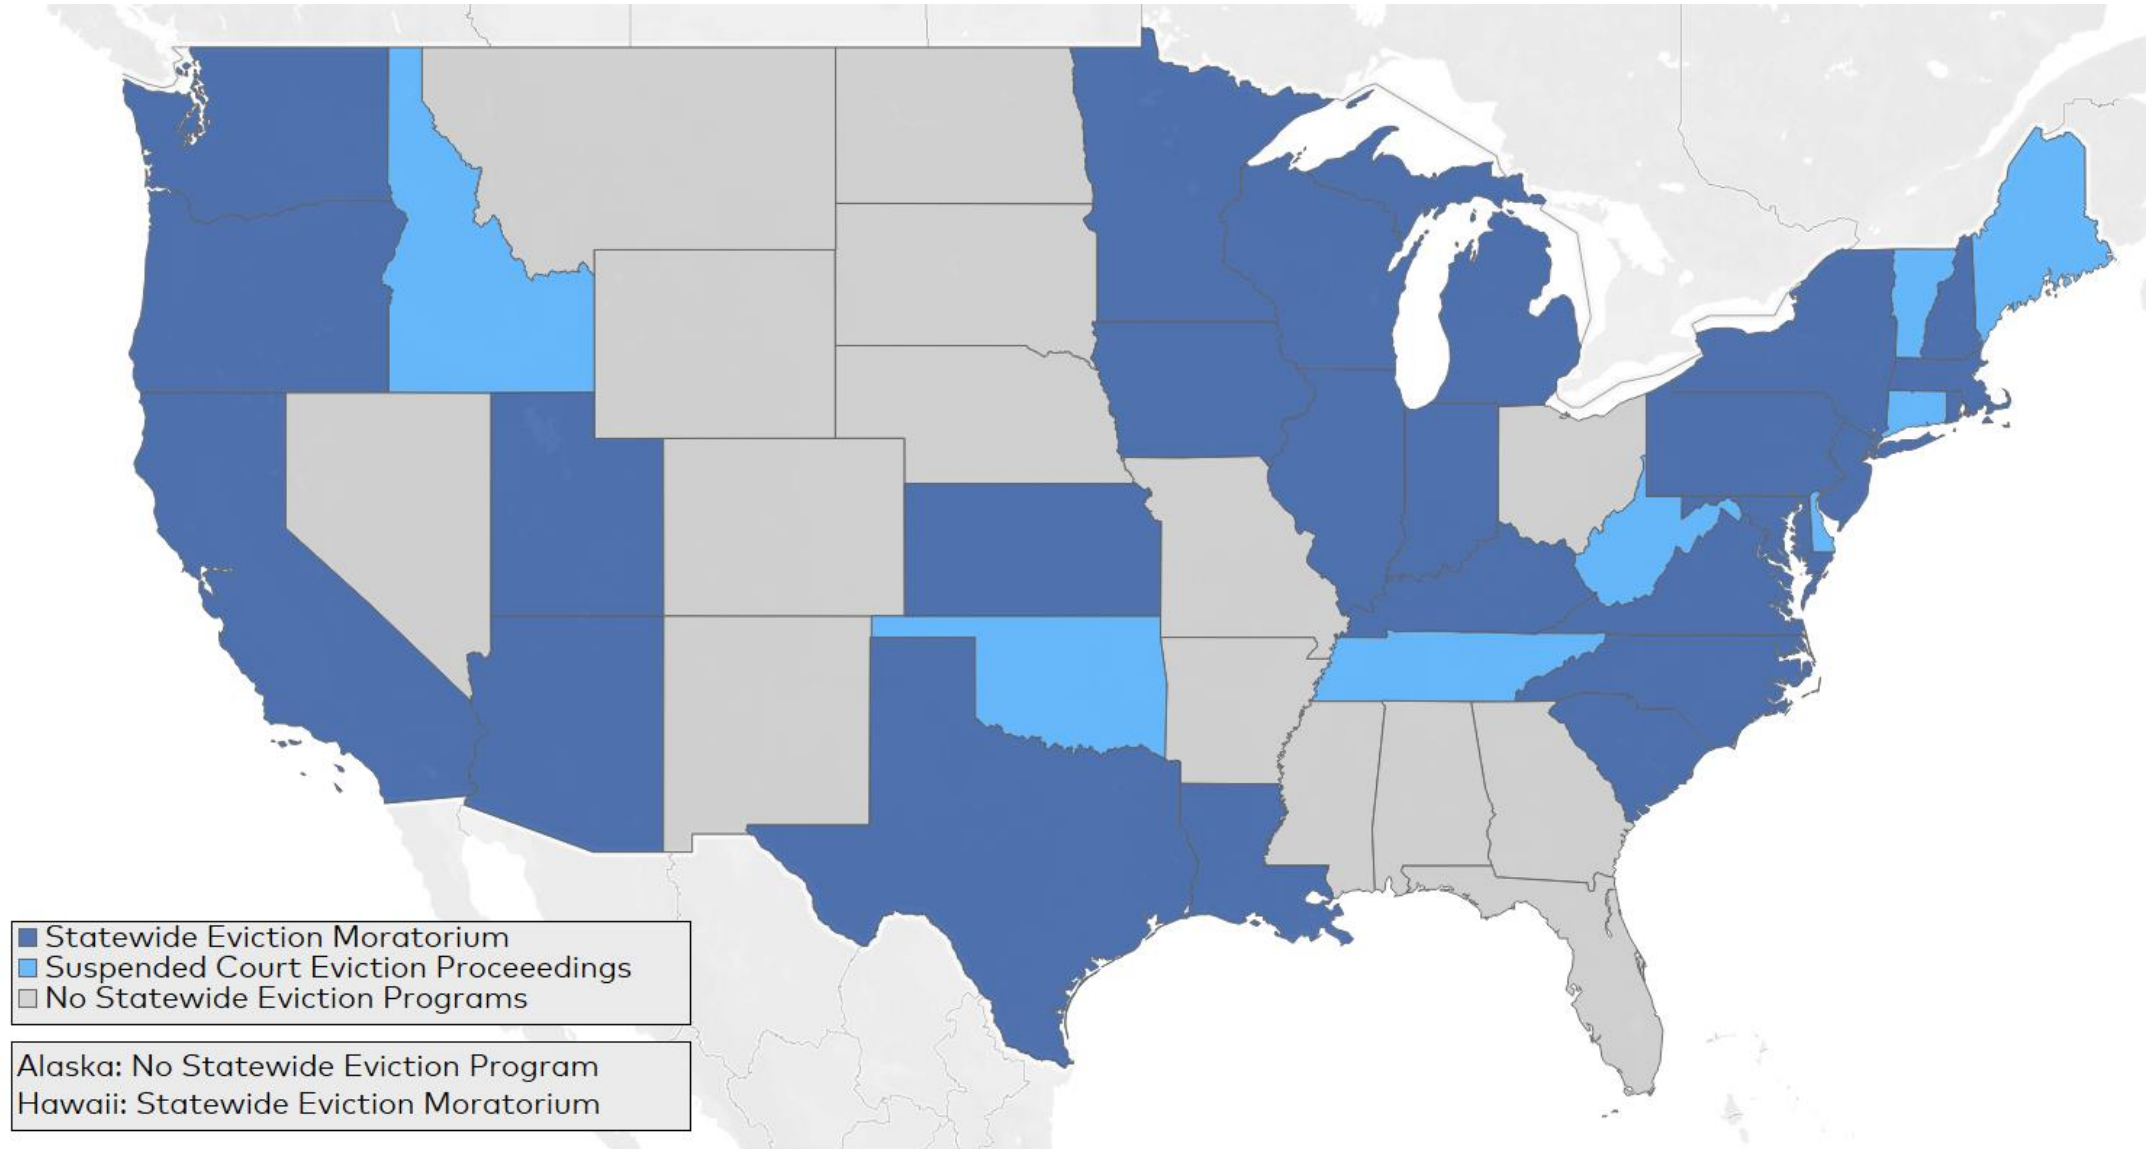 Statewide Eviction Moratorium
Suspended Court Eviction Proceeedings
No Statewide Eviction Programs
Alaska: No Statewide Eviction Program
Hawaii: Statewide Eviction Moratorium